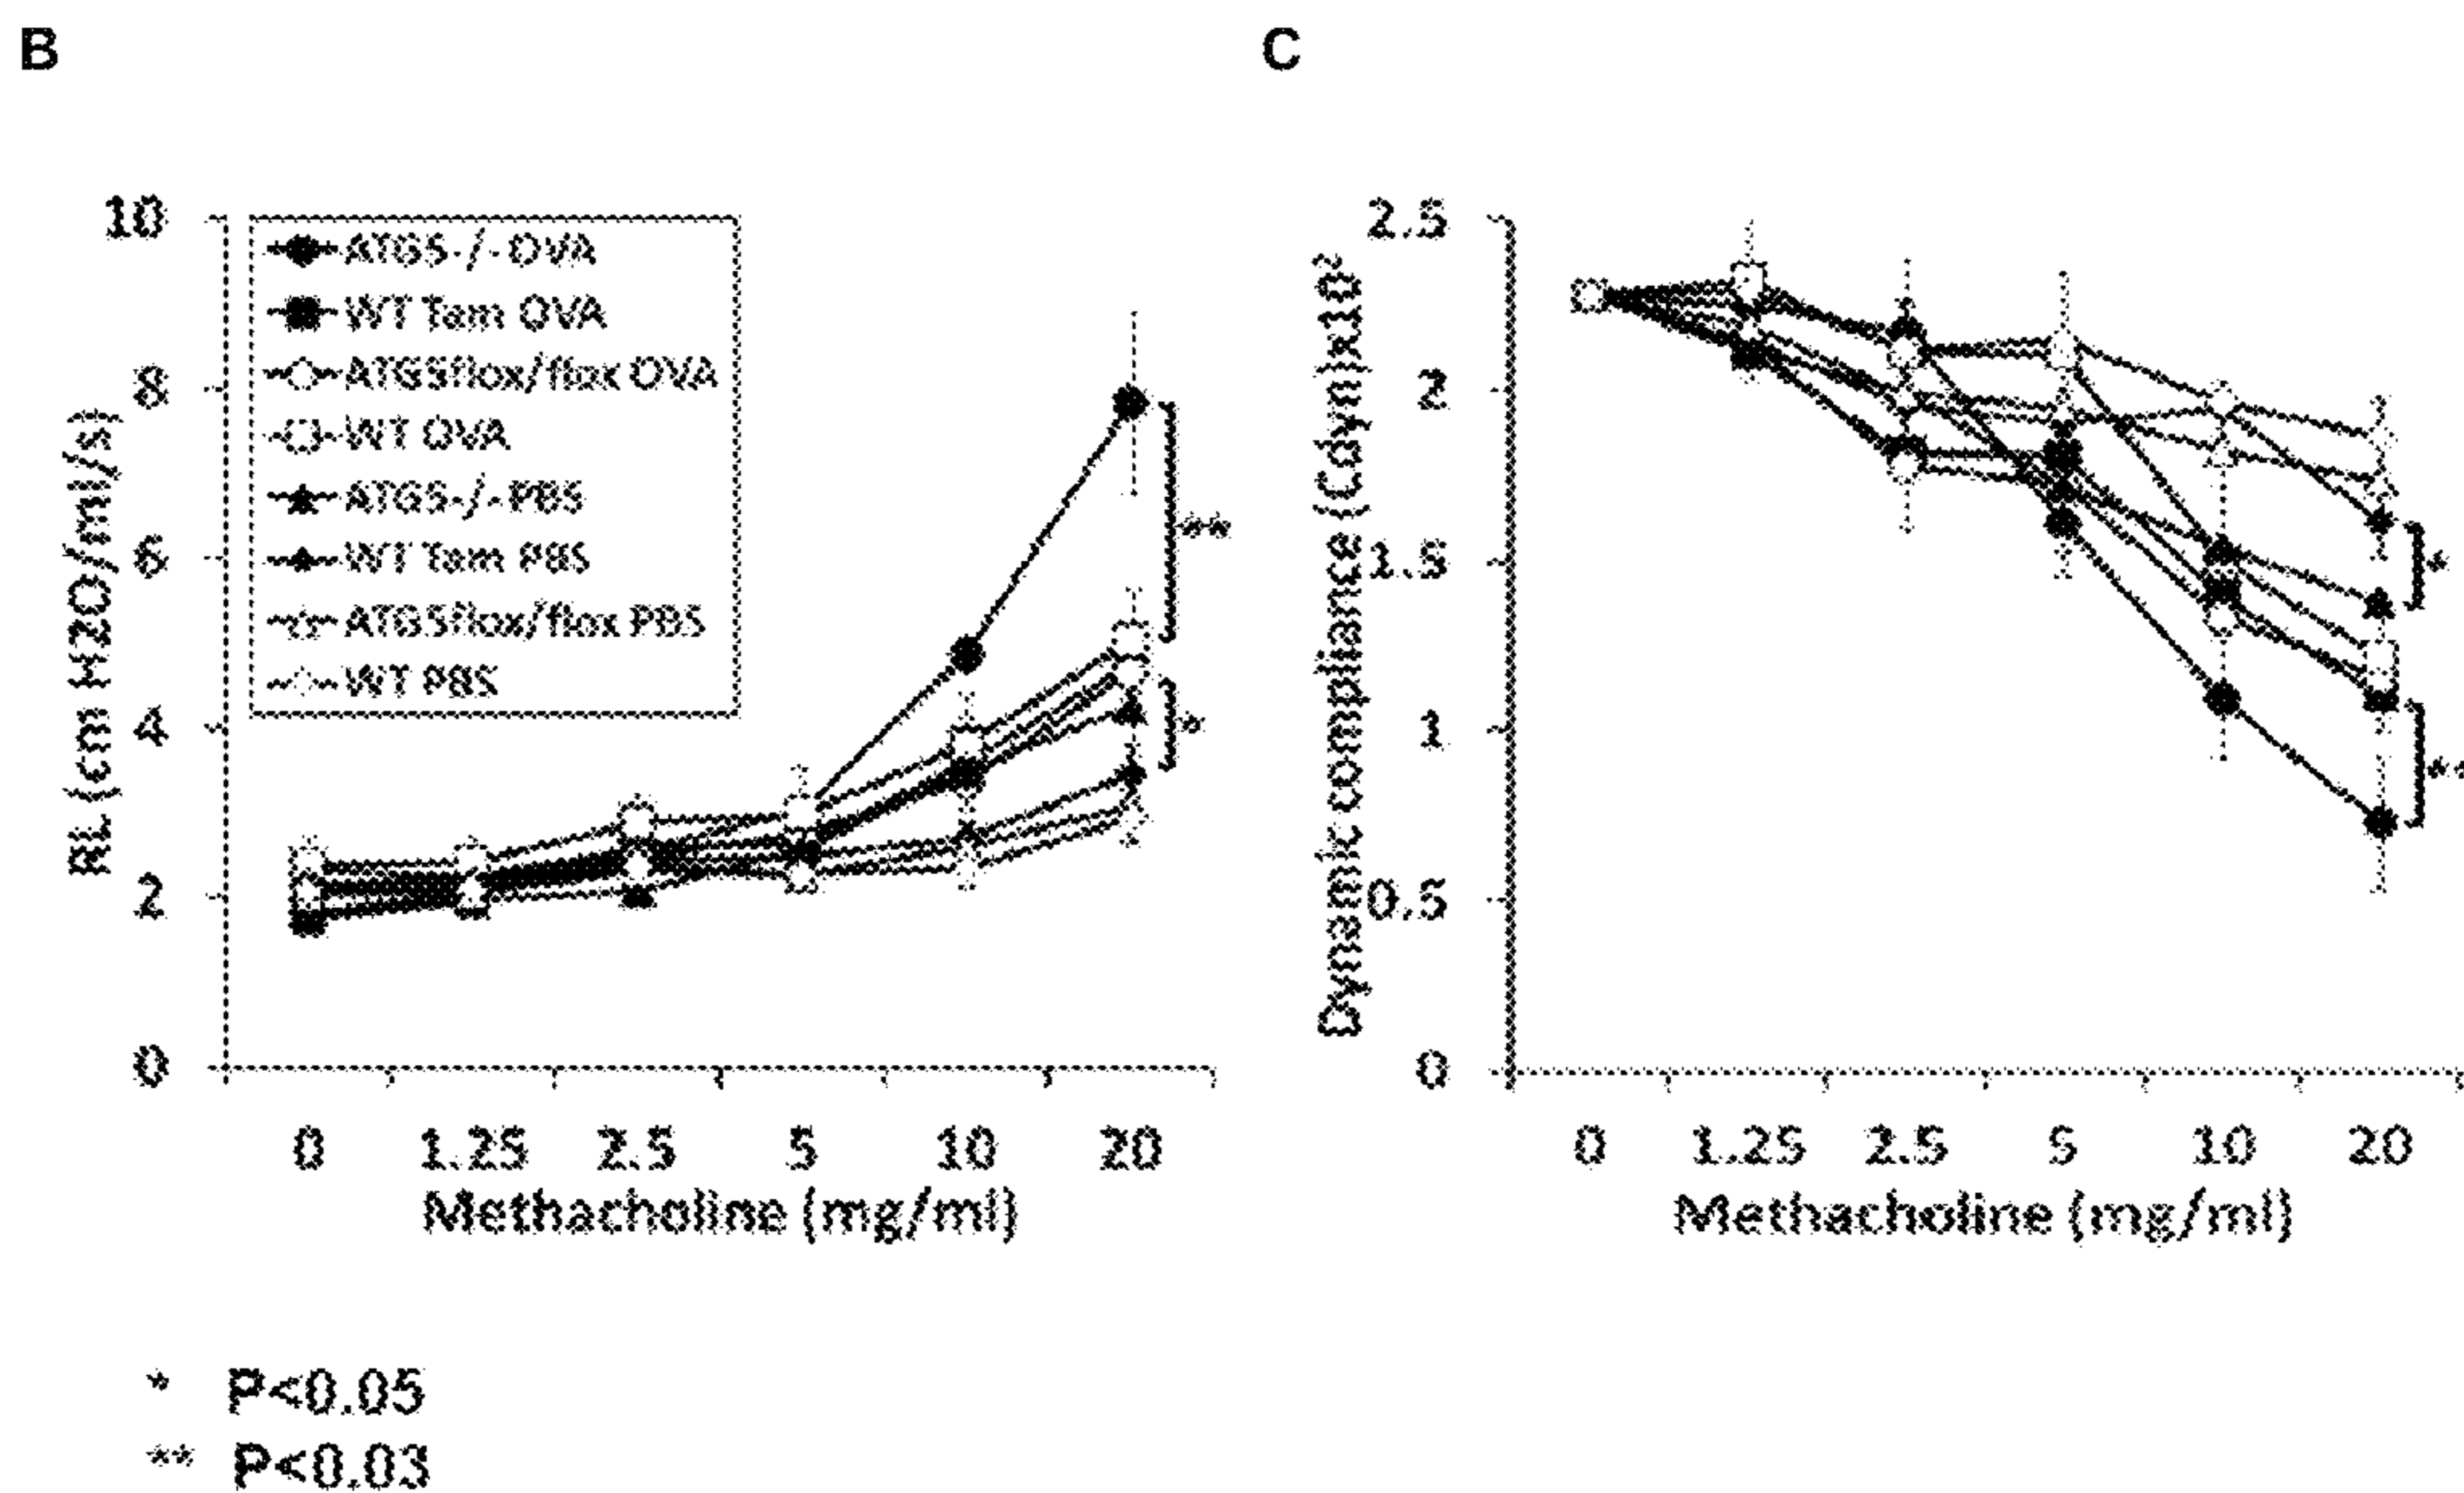 B
10
8
6
4
2
0
RL (cm H2O/ml/s)
ATG5-/- OVA
WT Tam OVA
ATG5flox/flox OVA
WT OVA
ATG5-/- PBS
WT Tam PBS
ATG5flox/flox PBS
WT PBS
**
*
0 1.25 2.5 5 10 20
Methacholine (mg/ml)
C
2.5
2
1.5
1
0.5
0
Dynamic compliance (Cdyn)x10²
*
**
0 1.25 2.5 5 10 20
Methacholine (mg/ml)
* P<0.05
** P<0.03